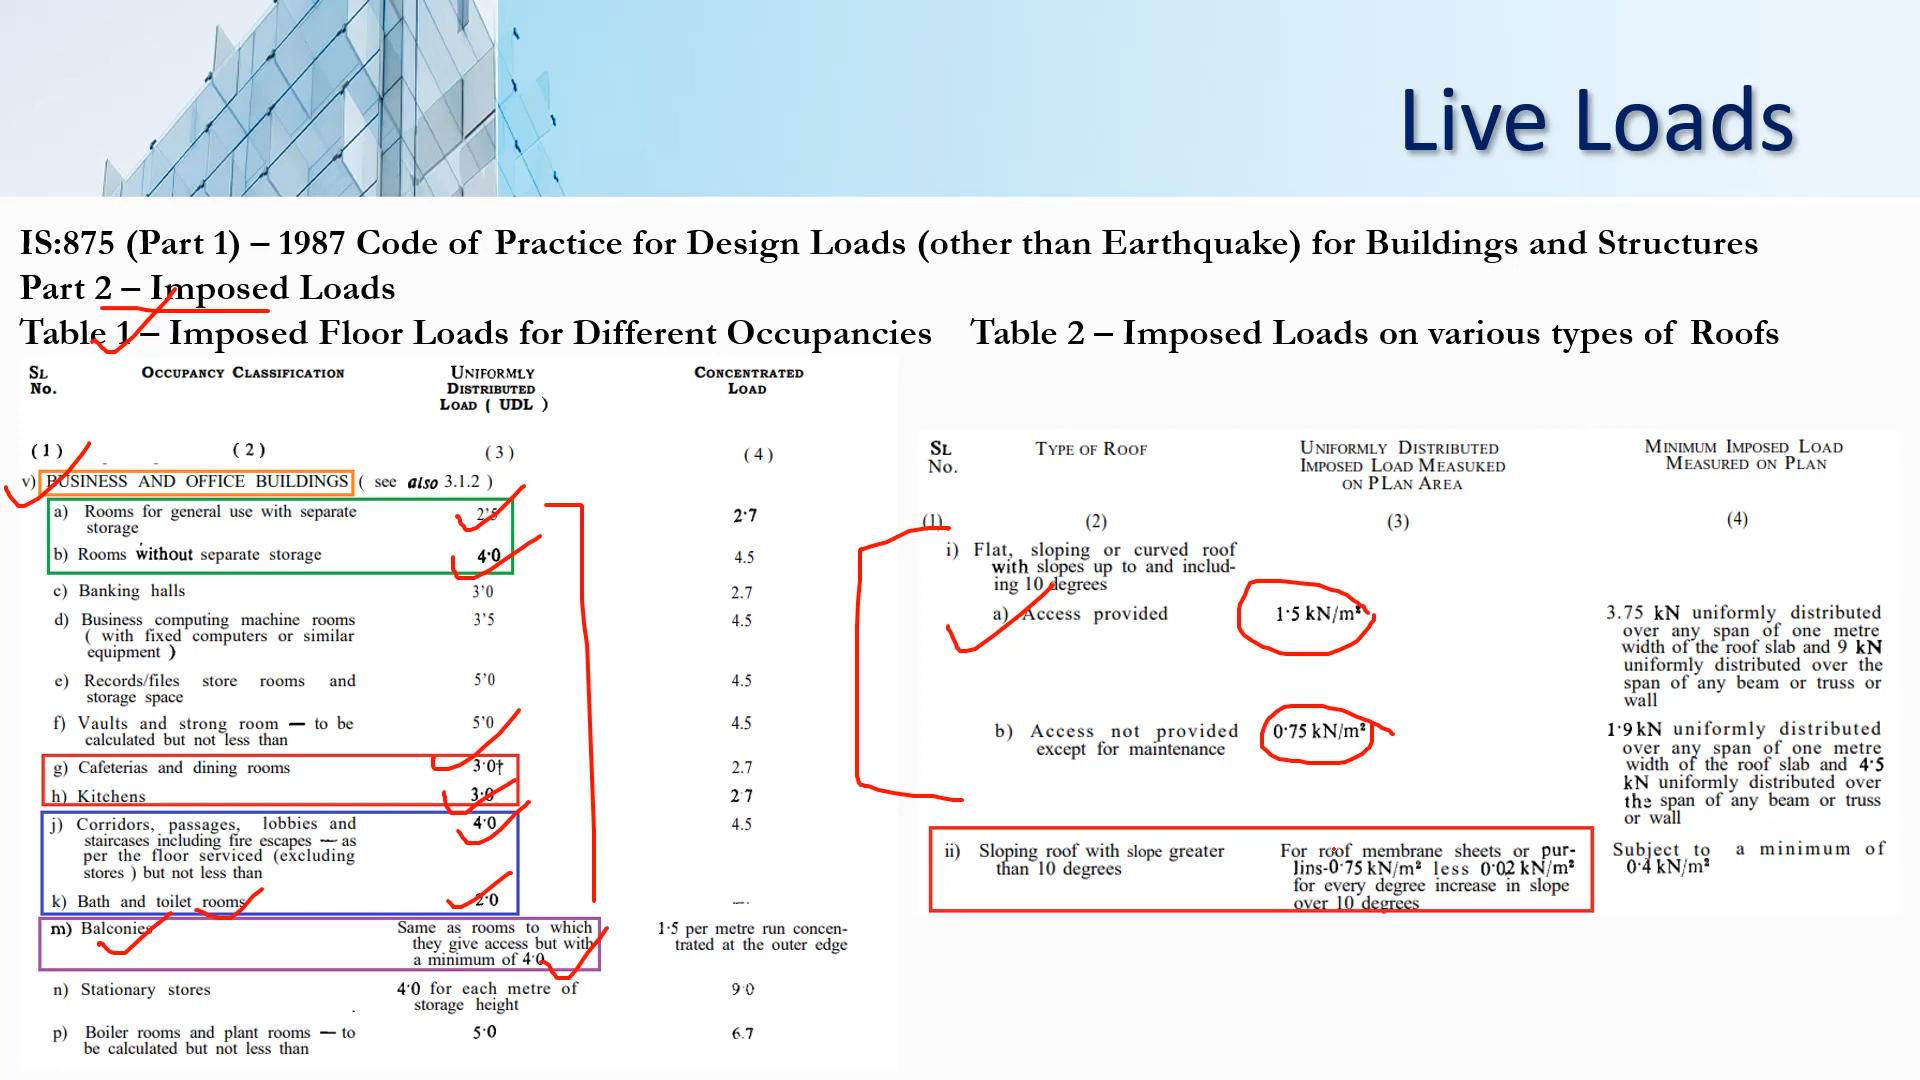 Live Loads
IS:875 (Part 1) – 1987 Code of Practice for Design Loads (other than Earthquake) for Buildings and Structures
Part 2 – Imposed Loads
Table 1 – Imposed Floor Loads for Different Occupancies
SL No.
OCCUPANCY CLASSIFICATION
UNIFORMLY
DISTRIBUTED
LOAD ( UDL )
CONCENTRATED
LOAD
(1)
(2)
(3)
(4)
v) BUSINESS AND OFFICE BUILDINGS ( see also 3.1.2 )
a) Rooms for general use with separate 2'5 2·7
storage
b) Rooms without separate storage 4·0 4.5
c) Banking halls 3'0 2.7
d) Business computing machine rooms 3'5 4.5
( with fixed computers or similar
equipment )
e) Records/files store rooms and 5'0 4.5
storage space
f) Vaults and strong room — to be 5'0 4.5
calculated but not less than
g) Cafeterias and dining rooms 3·0† 2.7
h) Kitchens 3·0 2·7
j) Corridors, passages, lobbies and 4·0 4.5
staircases including fire escapes — as
per the floor serviced (excluding
stores ) but not less than
k) Bath and toilet rooms 2·0 —
m) Balconies Same as rooms to which 1·5 per metre run concen-
they give access but with trated at the outer edge
a minimum of 4·0
n) Stationary stores 4·0 for each metre of 9·0
storage height
p) Boiler rooms and plant rooms — to 5·0 6.7
be calculated but not less than
Table 2 – Imposed Loads on various types of Roofs
SL
No.
TYPE OF ROOF
UNIFORMLY DISTRIBUTED
IMPOSED LOAD MEASUKED
ON PLAN AREA
MINIMUM IMPOSED LOAD
MEASURED ON PLAN
(1)
(2)
(3)
(4)
i) Flat, sloping or curved roof
with slopes up to and includ-
ing 10 degrees
a) Access provided 1·5 kN/m² 3.75 kN uniformly distributed
over any span of one metre
width of the roof slab and 9 kN
uniformly distributed over the
span of any beam or truss or
wall
b) Access not provided 0·75 kN/m² 1·9 kN uniformly distributed
except for maintenance over any span of one metre
width of the roof slab and 4·5
kN uniformly distributed over
the span of any beam or truss
or wall
ii) Sloping roof with slope greater For roof membrane sheets or pur- Subject to a minimum of
than 10 degrees lins-0·75 kN/m² less 0·02 kN/m² 0·4 kN/m²
for every degree increase in slope
over 10 degrees